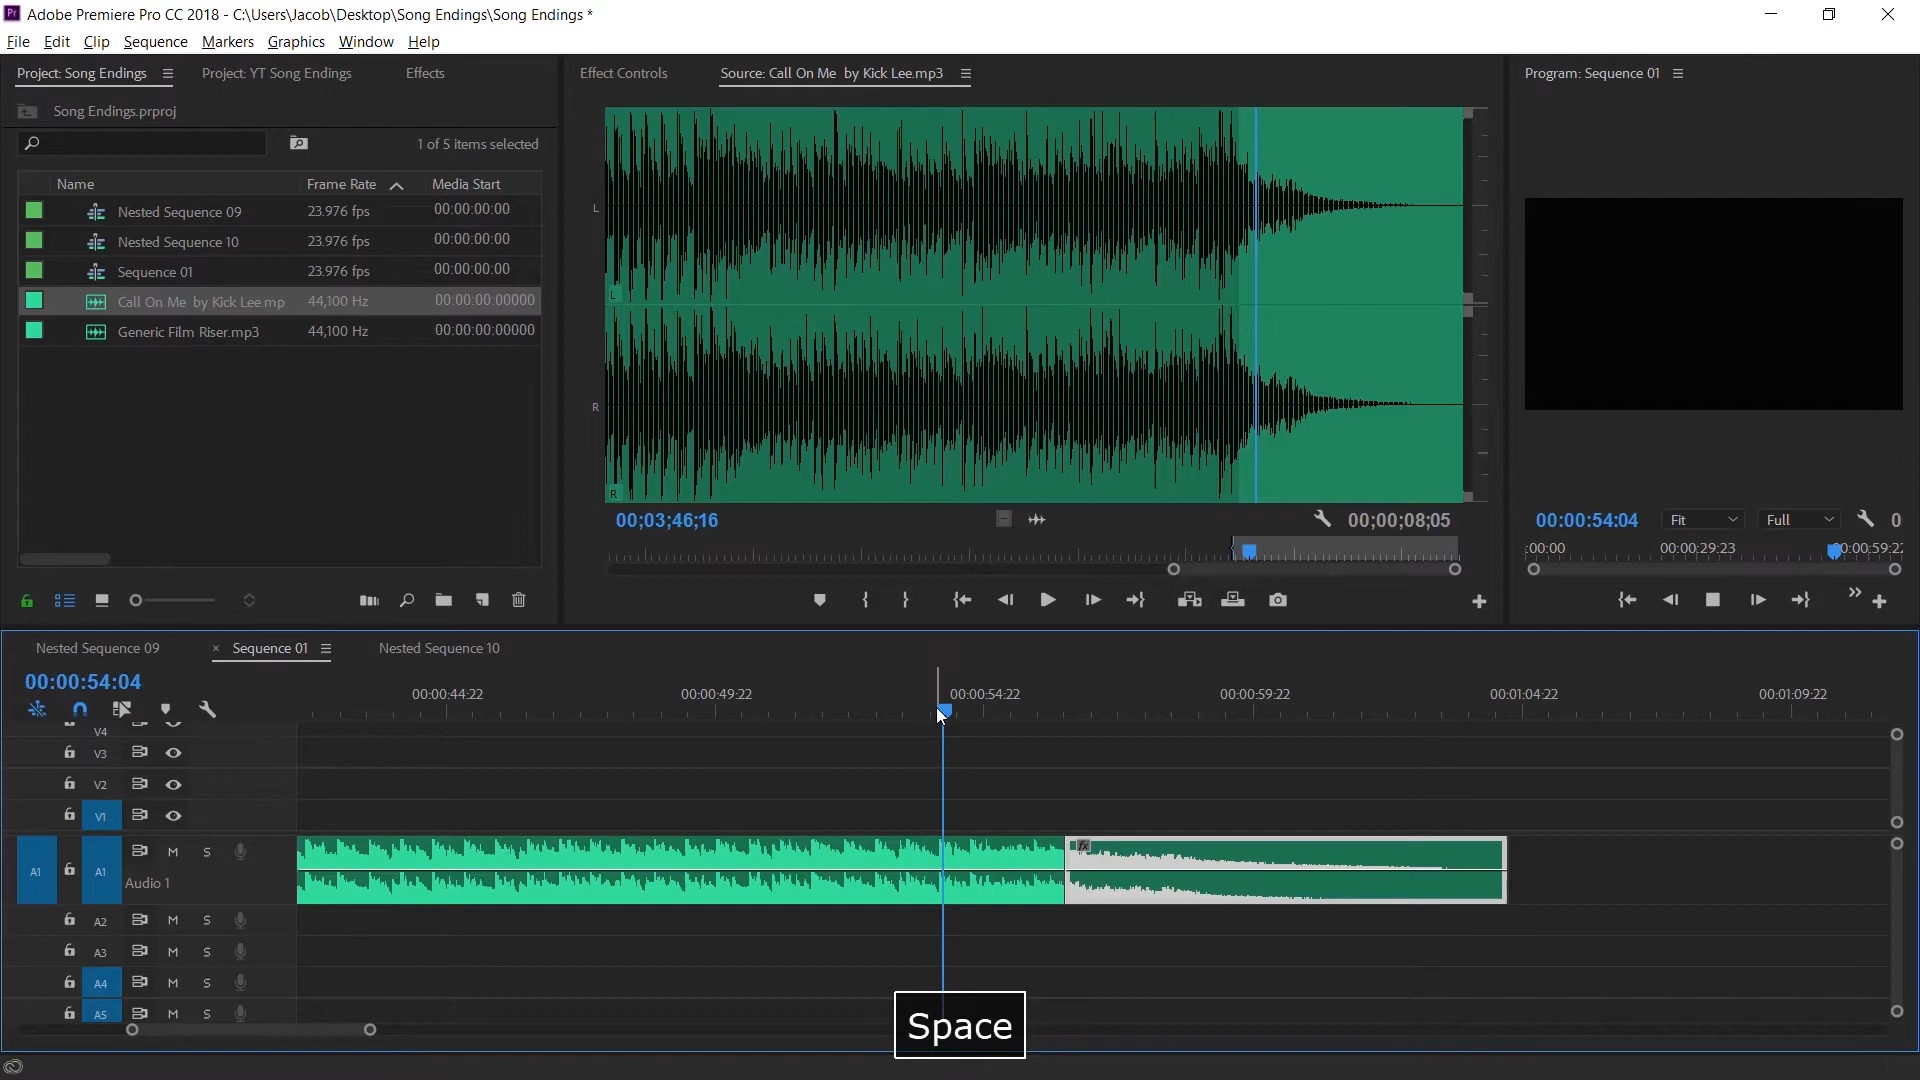 Adobe Premiere Pro CC 2018 - C:\Users\Jacob\Desktop\Song Endings\Song Endings *
File Edit Clip Sequence Markers Graphics Window Help
Project: Song Endings
Project: YT Song Endings
Effects
Effect Controls
Source: Call On Me by Kick Lee.mp3
Program: Sequence 01
Song Endings.prproj
1 of 5 items selected
Name Frame Rate Media Start
Nested Sequence 09 23.976 fps 00:00:00:00
Nested Sequence 10 23.976 fps 00:00:00:00
Sequence 01 23.976 fps 00:00:00:00
Call On Me by Kick Lee.mp 44,100 Hz 00:00:00:00000
Generic Film Riser.mp3 44,100 Hz 00:00:00:00000
L
L
R
R
00;03;46;16
00;00;08;05
00:00:54:04 Fit Full 0
:00:00 00:00:29:23 0:00:59:22
Nested Sequence 09
× Sequence 01
Nested Sequence 10
00:00:54:04
00:00:44:22 00:00:49:22 00:00:54:22 00:00:59:22 00:01:04:22 00:01:09:22
V4
V3
V2
V1
A1 A1 M S
Audio 1
fx
A2 M S
A3 M S
A4 M S
A5 M S
Space